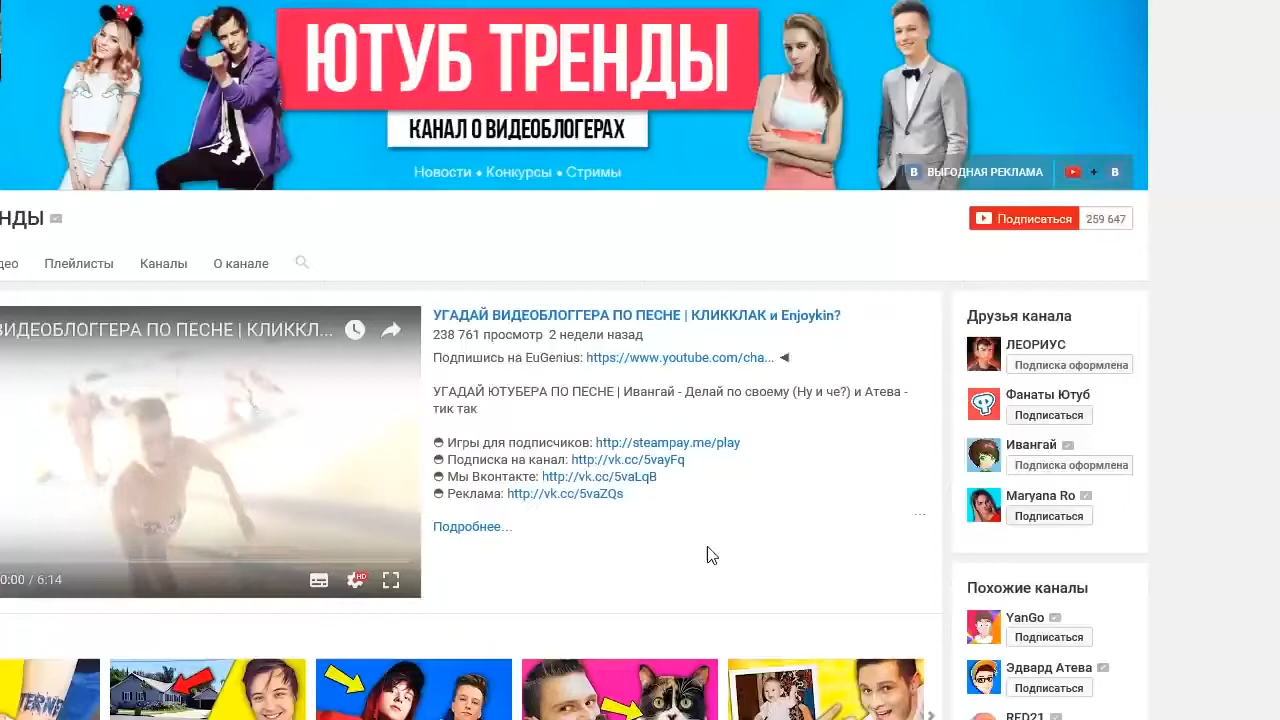 ЮТУБ ТРЕНДЫ
КАНАЛ О ВИДЕОБЛОГЕРАХ
Новости ● Конкурсы ● Стримы
В ВЫГОДНАЯ РЕКЛАМА
+ В
НДЫ
Подписаться 259 647
део Плейлисты Каналы О канале
ВИДЕОБЛОГГЕРА ПО ПЕСНЕ | КЛИККЛ...
0:00 / 6:14
HD
УГАДАЙ ВИДЕОБЛОГГЕРА ПО ПЕСНЕ | КЛИККЛАК и Enjoykin?
238 761 просмотр 2 недели назад
Подпишись на EuGenius: https://www.youtube.com/cha... ◄
УГАДАЙ ЮТУБЕРА ПО ПЕСНЕ | Ивангай - Делай по своему (Ну и че?) и Атева -
тик так
Игры для подписчиков: http://steampay.me/play
Подписка на канал: http://vk.cc/5vayFq
Мы Вконтакте: http://vk.cc/5vaLqB
Реклама: http://vk.cc/5vaZQs
...
Подробнее...
Друзья канала
ЛЕОРИУС
Подписка оформлена
Фанаты Ютуб
Подписаться
Ивангай
Подписка оформлена
Maryana Ro
Подписаться
Похожие каналы
YanGo
Подписаться
Эдвард Атева
Подписаться
RED21